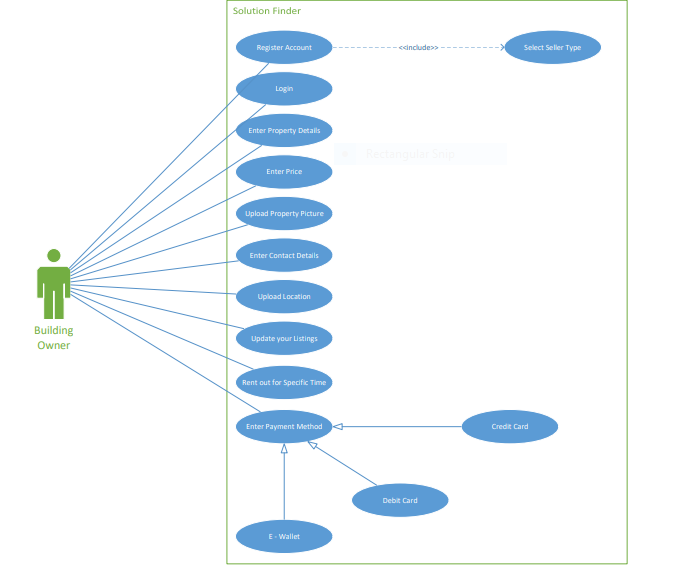 Solution Finder
Register Account
<<include>>
Select Seller Type
Login
Enter Property Details
Rectangular Snip
Enter Price
Upload Property Picture
Enter Contact Details
Upload Location
Building
Owner
Update your Listings
Rent out for Specific Time
Enter Payment Method
Credit Card
Debit Card
E - Wallet